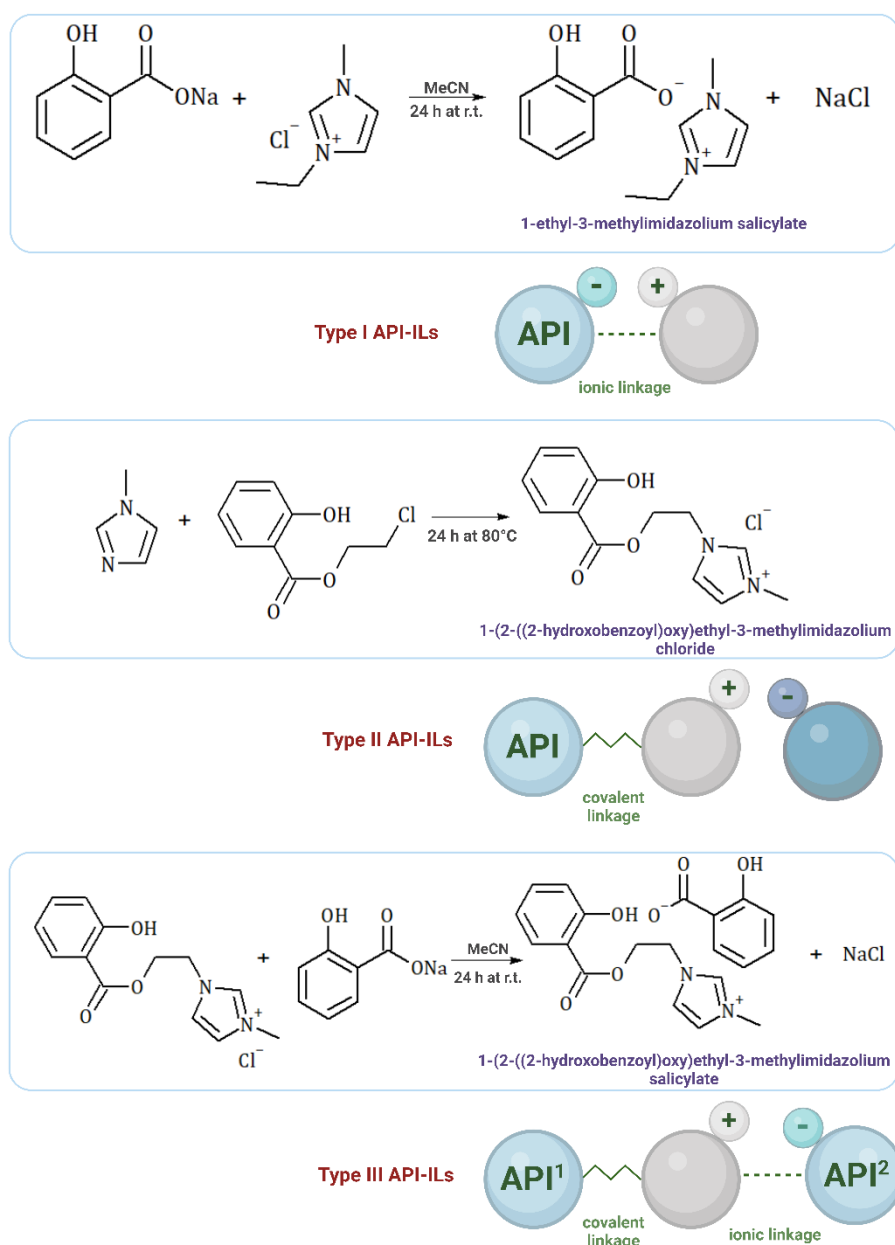 OH
O
ONa
+
Cl⁻
N
N⁺
MeCN
24 h at r.t.
OH
O
O⁻
N
N⁺
+
NaCl
1-ethyl-3-methylimidazolium salicylate
Type I API-ILs
API
-
+
ionic linkage
N
N
+
OH
Cl
O
O
24 h at 80°C
OH
O
O
N
N⁺
Cl⁻
1-(2-((2-hydroxobenzoyl)oxy)ethyl-3-methylimidazolium
chloride
Type II API-ILs
API
+
-
covalent
linkage
OH
O
O
N
N⁺
Cl⁻
+
OH
O
ONa
MeCN
24 h at r.t.
OH
O
O
N
N⁺
O⁻
O
OH
+
NaCl
1-(2-((2-hydroxobenzoyl)oxy)ethyl-3-methylimidazolium
salicylate
Type III API-ILs
API¹
+
-
API²
covalent
linkage
ionic linkage